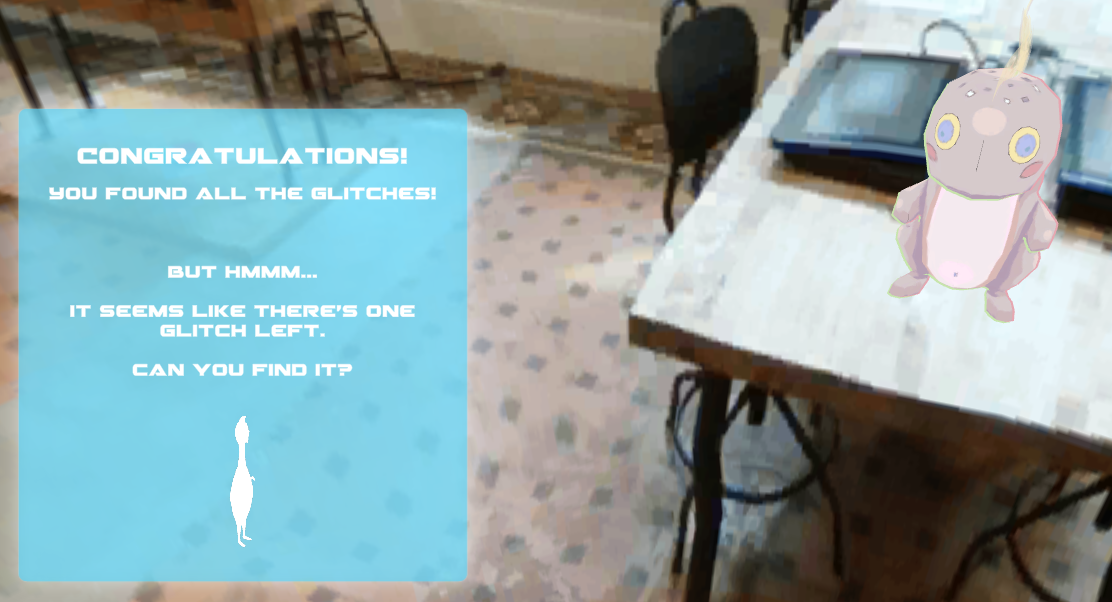 CONGRATULATIONS!
YOU FOUND ALL THE GLITCHES!
BUT HMMM...
IT SEEMS LIKE THERE'S ONE
GLITCH LEFT.
CAN YOU FIND IT?